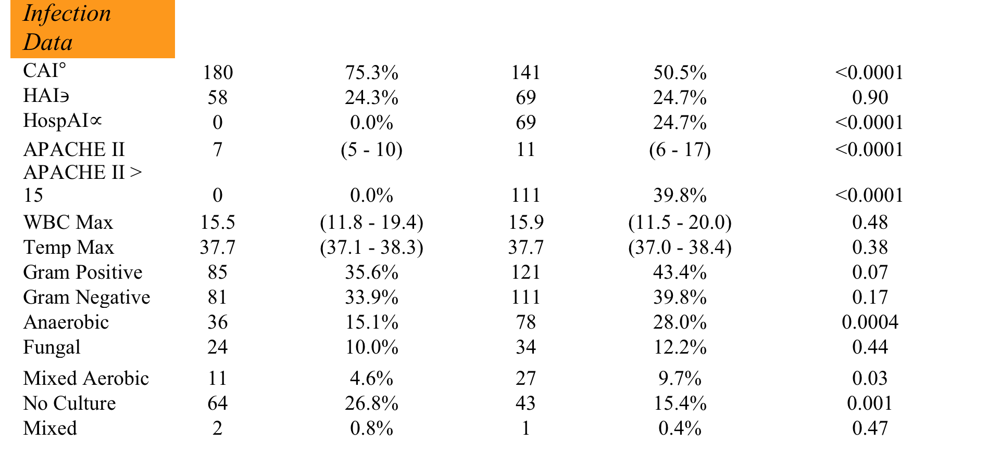 Infection
Data
CAI° 180 75.3% 141 50.5% <0.0001
HAI϶ 58 24.3% 69 24.7% 0.90
HospAI∝ 0 0.0% 69 24.7% <0.0001
APACHE II 7 (5 - 10) 11 (6 - 17) <0.0001
APACHE II >
15 0 0.0% 111 39.8% <0.0001
WBC Max 15.5 (11.8 - 19.4) 15.9 (11.5 - 20.0) 0.48
Temp Max 37.7 (37.1 - 38.3) 37.7 (37.0 - 38.4) 0.38
Gram Positive 85 35.6% 121 43.4% 0.07
Gram Negative 81 33.9% 111 39.8% 0.17
Anaerobic 36 15.1% 78 28.0% 0.0004
Fungal 24 10.0% 34 12.2% 0.44
Mixed Aerobic 11 4.6% 27 9.7% 0.03
No Culture 64 26.8% 43 15.4% 0.001
Mixed 2 0.8% 1 0.4% 0.47